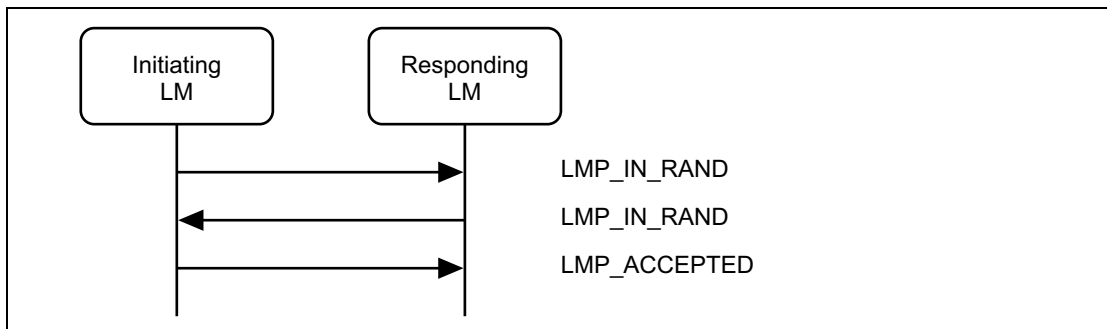 Initiating
LM
Responding
LM
LMP_IN_RAND
LMP_IN_RAND
LMP_ACCEPTED